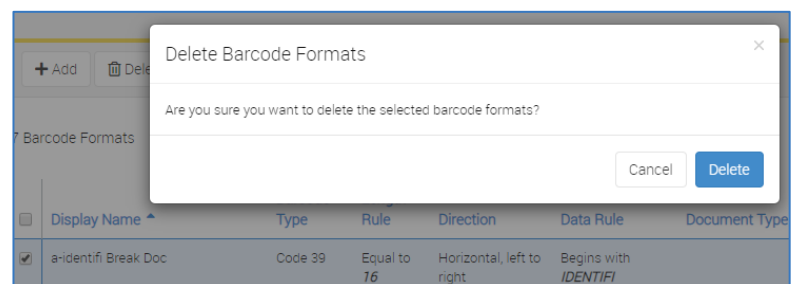 Delete Barcode Formats ×
Add Dele
Are you sure you want to delete the selected barcode formats?
7 Barcode Formats
Cancel Delete
Display Name Type Rule Direction Data Rule Document Type
a-identifi Break Doc Code 39 Equal to Horizontal, left to Begins with
16 right IDENTIFI